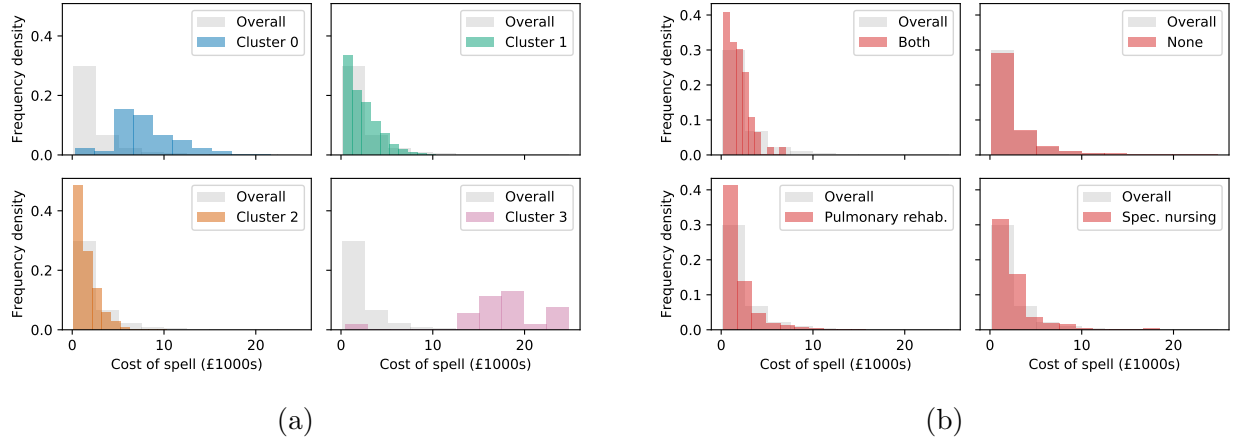 Frequency density
0.4
0.2
0.0
Overall
Cluster 0
Overall
Cluster 1
0 10 20
Frequency density
0.4
0.2
0.0
Overall
Cluster 2
Overall
Cluster 3
0 10 20
0 10 20
Cost of spell (£1000s)
Cost of spell (£1000s)
(a)
Frequency density
0.4
0.3
0.2
0.1
0.0
Overall
Both
Overall
None
Frequency density
0.4
0.3
0.2
0.1
0.0
Overall
Pulmonary rehab.
Overall
Spec. nursing
0 10 20
0 10 20
Cost of spell (£1000s)
Cost of spell (£1000s)
(b)